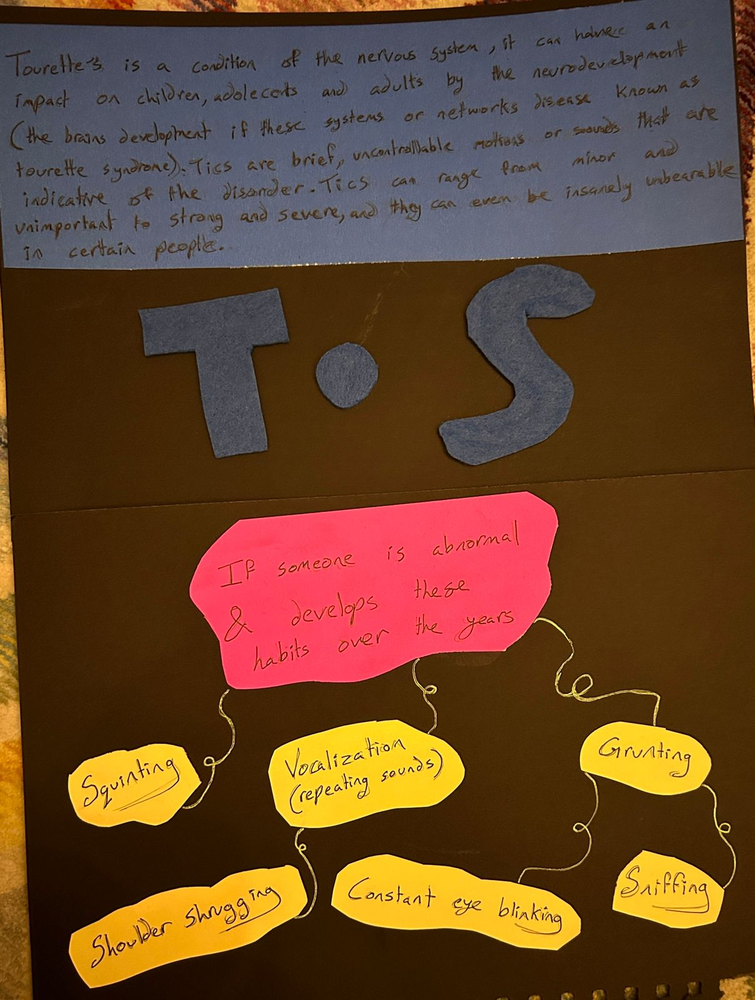 Tourette's is a condition of the nervous system, it can have an
impact on children, adolecents and adults by the neurodevelopment
(the brains development if these systems or networks disease known as
tourette syndrome). Tics are brief, uncontrollable motions or sounds that are
indicative of the disorder. Tics can range from minor and
unimportant to strong and severe, and they can even be insanely unbearable
in certain people.
T.S
If someone is abnormal
& develops these
habits over the years
Squinting
Vocalization
(repeating sounds)
Grunting
Shoulder shrugging
Constant eye blinking
Sniffing